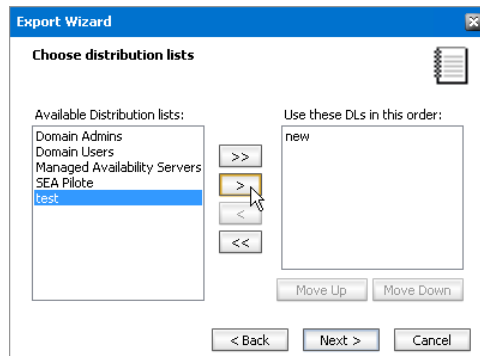 Export Wizard
Choose distribution lists
Available Distribution lists:
Domain Admins
Domain Users
Managed Availability Servers
SEA Pilote
test
>>
>
<
<<
Use these DLs in this order:
new
Move Up
Move Down
< Back
Next >
Cancel